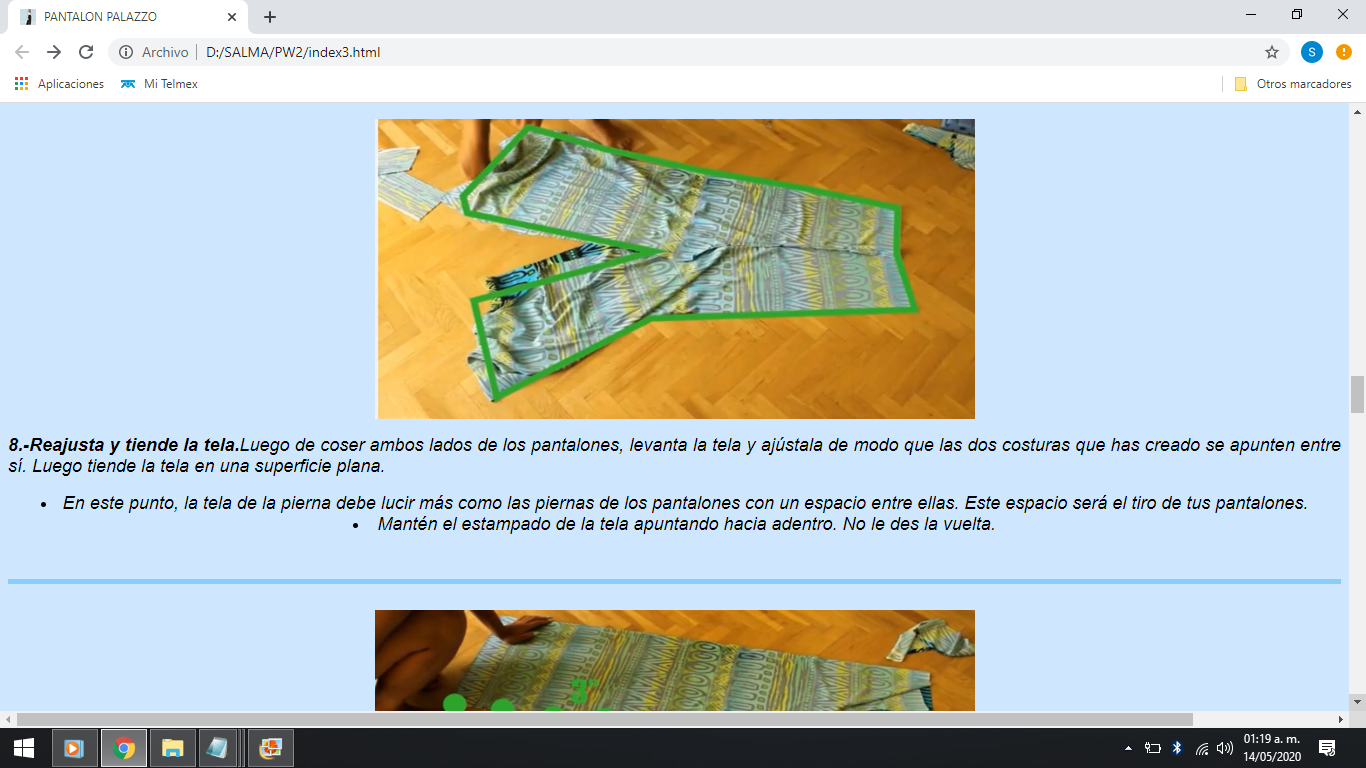 PANTALON PALAZZO
Archivo
D:/SALMA/PW2/index3.html
S
Aplicaciones
Mi Telmex
Otros marcadores
8.-Reajusta y tiende la tela.Luego de coser ambos lados de los pantalones, levanta la tela y ajústala de modo que las dos costuras que has creado se apunten entre
sí. Luego tiende la tela en una superficie plana.
• En este punto, la tela de la pierna debe lucir más como las piernas de los pantalones con un espacio entre ellas. Este espacio será el tiro de tus pantalones.
• Mantén el estampado de la tela apuntando hacia adentro. No le des la vuelta.
3"
01:19 a. m.
14/05/2020